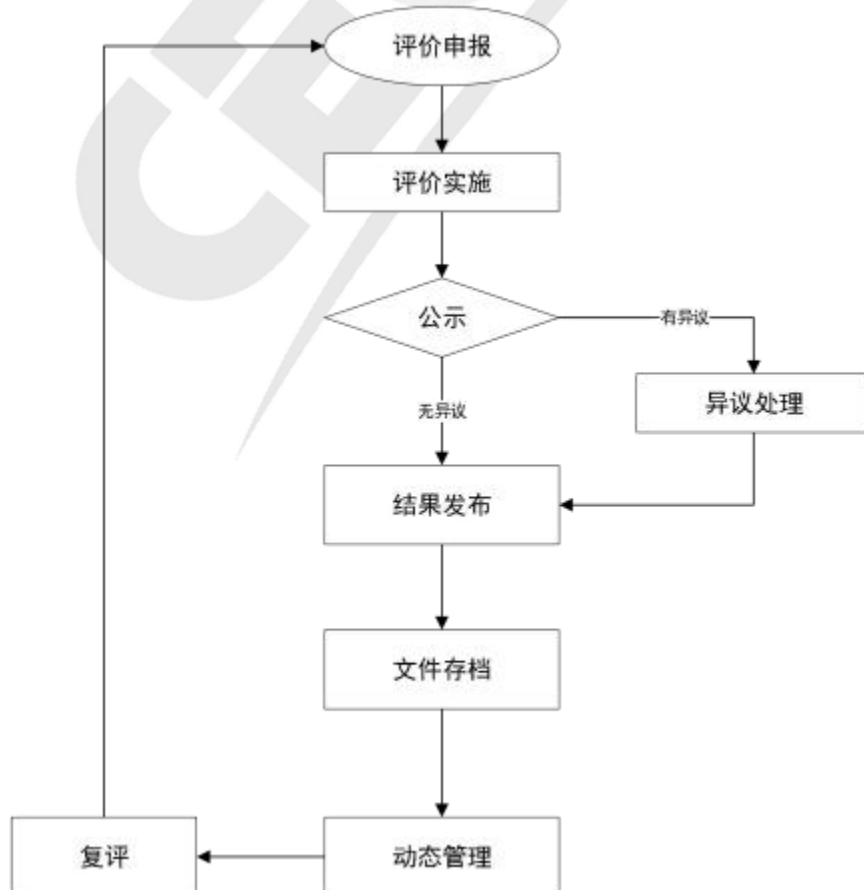 评价申报
评价实施
公示
有异议
异议处理
无异议
结果发布
文件存档
复评
动态管理